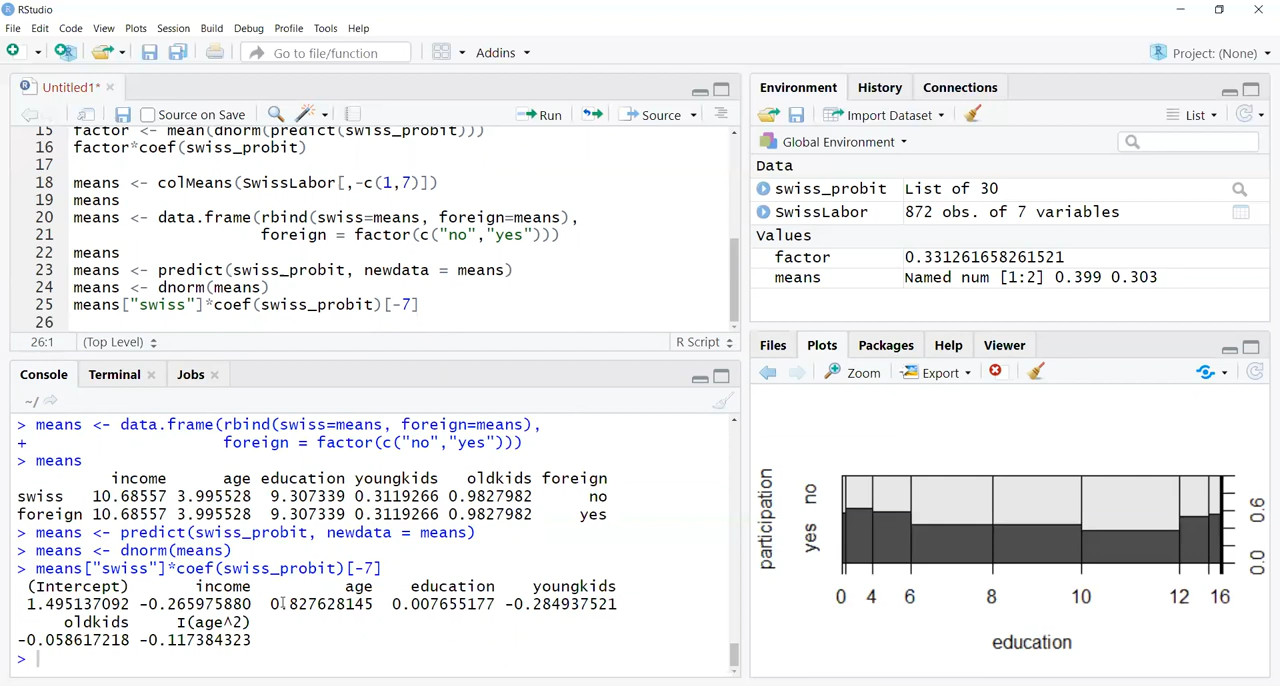 RStudio
File Edit Code View Plots Session Build Debug Profile Tools Help
Go to file/function Addins Project: (None)
Untitled1*
Source on Save Run Source
15 factor <- mean(dnorm(predict(swiss_probit)))
16 factor*coef(swiss_probit)
17
18 means <- colMeans(SwissLabor[,-c(1,7)])
19 means
20 means <- data.frame(rbind(swiss=means, foreign=means),
21 foreign = factor(c("no","yes")))
22 means
23 means <- predict(swiss_probit, newdata = means)
24 means <- dnorm(means)
25 means["swiss"]*coef(swiss_probit)[-7]
26
26:1 (Top Level) R Script
Console Terminal Jobs
~/
> means <- data.frame(rbind(swiss=means, foreign=means),
+ foreign = factor(c("no","yes")))
> means
income age education youngkids oldkids foreign
swiss 10.68557 3.995528 9.307339 0.3119266 0.9827982 no
foreign 10.68557 3.995528 9.307339 0.3119266 0.9827982 yes
> means <- predict(swiss_probit, newdata = means)
> means <- dnorm(means)
> means["swiss"]*coef(swiss_probit)[-7]
(Intercept) income age education youngkids
1.495137092 -0.265975880 0.827628145 0.007655177 -0.284937521
oldkids I(age^2)
-0.058617218 -0.117384323
>
Environment History Connections
Import Dataset List
Global Environment
Data
swiss_probit List of 30
SwissLabor 872 obs. of 7 variables
Values
factor 0.331261658261521
means Named num [1:2] 0.399 0.303
Files Plots Packages Help Viewer
Zoom Export
participation
yes no
0.0 0.6
0 4 6 8 10 12 16
education